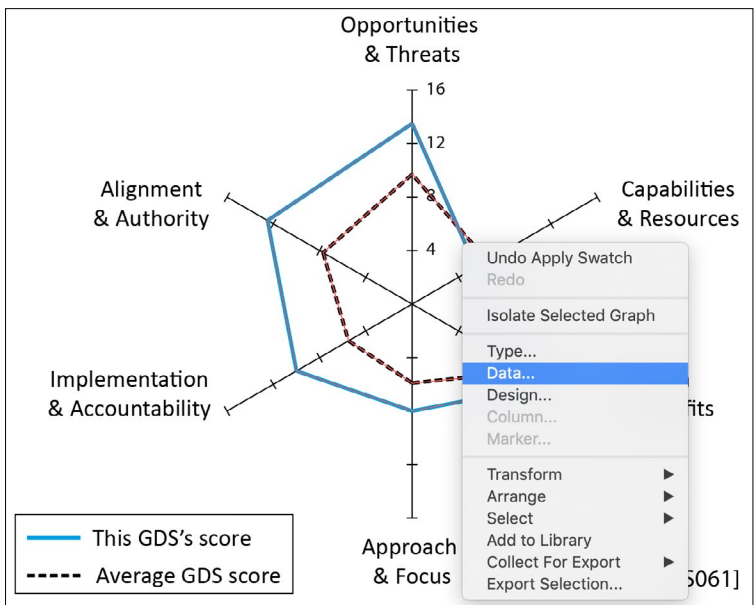 Opportunities
& Threats
16
12
8
4
Alignment
& Authority
Capabilities
& Resources
Implementation
& Accountability
fits
Approach
& Focus
This GDS's score
Average GDS score
Undo Apply Swatch
Redo
Isolate Selected Graph
Type...
Data...
Design...
Column...
Marker...
Transform
Arrange
Select
Add to Library
Collect For Export
Export Selection...
5061]